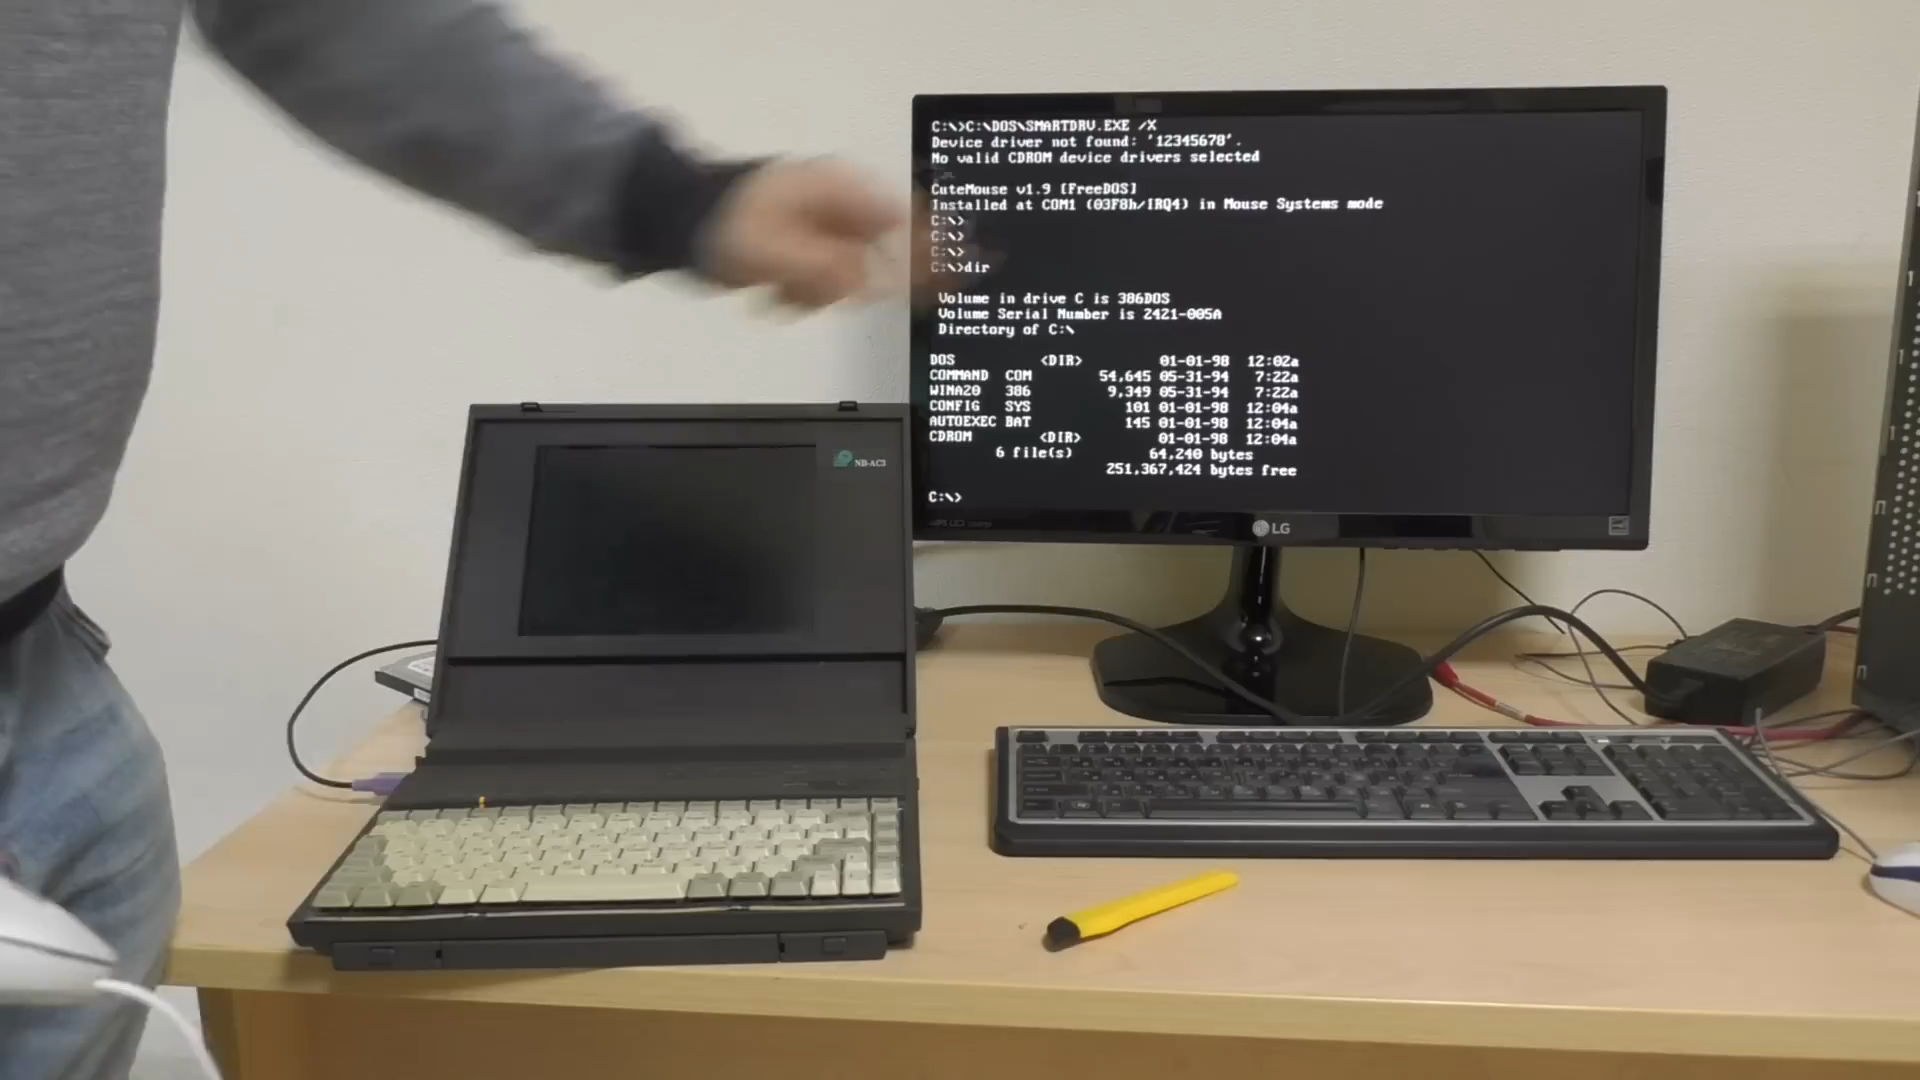 C:\>C:\DOS\SMARTDRV.EXE /X
Device driver not found: '12345678'.
No valid CDROM device drivers selected
CuteMouse v1.9 [FreeDOS]
Installed at COM1 (03F8h/IRQ4) in Mouse Systems mode
C:\>
C:\>
C:\>
C:\>dir
Volume in drive C is 386DOS
Volume Serial Number is 2421-005A
Directory of C:\
DOS <DIR> 01-01-98 12:02a
COMMAND COM 54,645 05-31-94 7:22a
WINA20 386 9,349 05-31-94 7:22a
CONFIG SYS 101 01-01-98 12:04a
AUTOEXEC BAT 145 01-01-98 12:04a
CDROM <DIR> 01-01-98 12:04a
6 file(s) 64,240 bytes
251,367,424 bytes free
C:\>
LG
NB-AC3